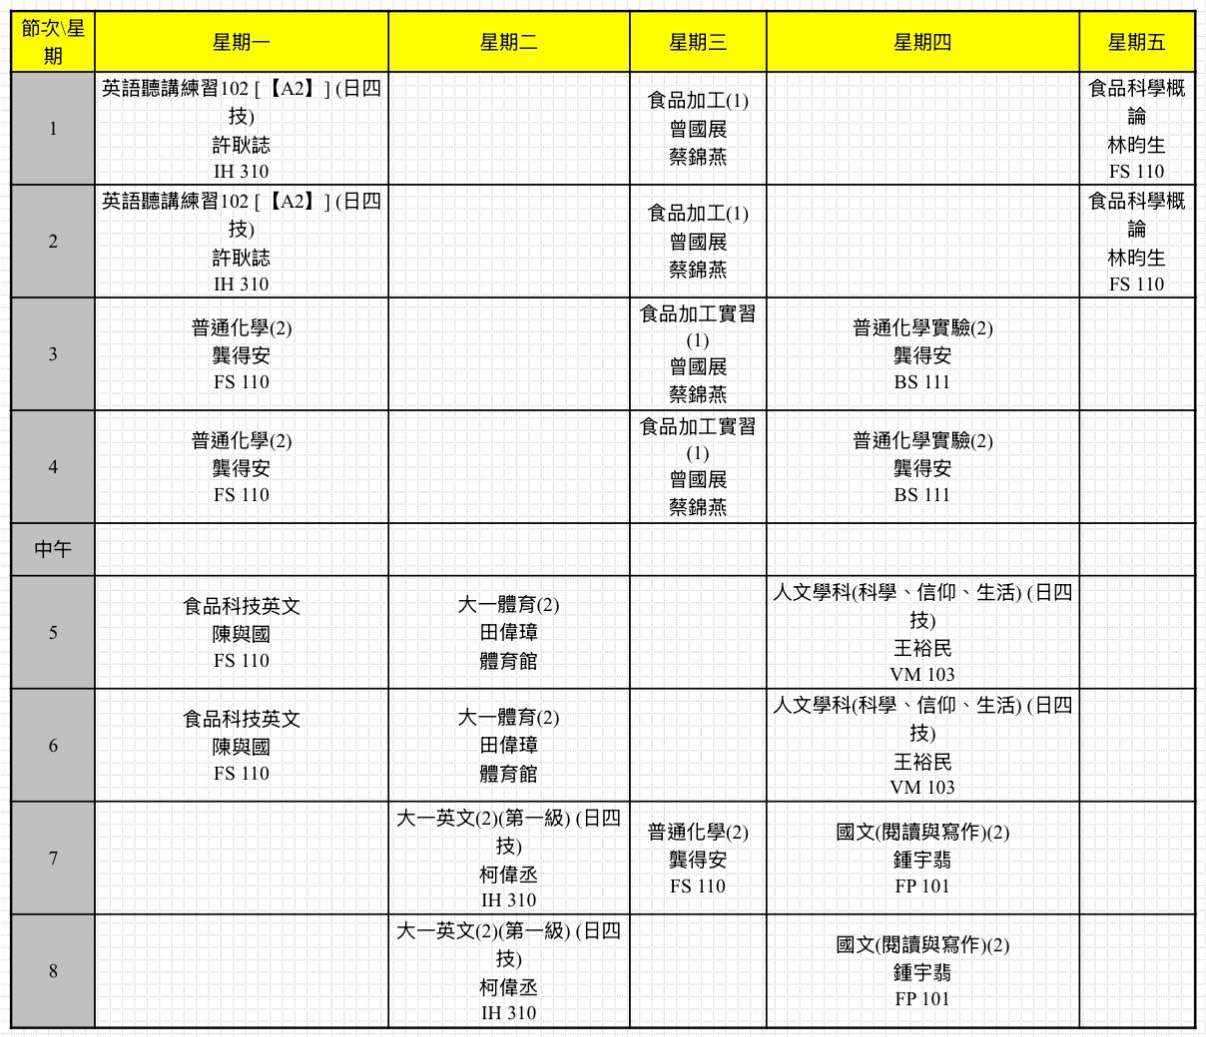 節次\星期
星期一
星期二
星期三
星期四
星期五
1
英語聽講練習102 [【A2】] (日四
技)
許耿誌
IH 310
食品加工(1)
曾國展
蔡錦燕
食品科學概
論
林昀生
FS 110
2
英語聽講練習102 [【A2】] (日四
技)
許耿誌
IH 310
食品加工(1)
曾國展
蔡錦燕
食品科學概
論
林昀生
FS 110
3
普通化學(2)
龔得安
FS 110
食品加工實習
(1)
曾國展
蔡錦燕
普通化學實驗(2)
龔得安
BS 111
4
普通化學(2)
龔得安
FS 110
食品加工實習
(1)
曾國展
蔡錦燕
普通化學實驗(2)
龔得安
BS 111
中午
5
食品科技英文
陳與國
FS 110
大一體育(2)
田偉璋
體育館
人文學科(科學、信仰、生活) (日四
技)
王裕民
VM 103
6
食品科技英文
陳與國
FS 110
大一體育(2)
田偉璋
體育館
人文學科(科學、信仰、生活) (日四
技)
王裕民
VM 103
7
大一英文(2)(第一級) (日四
技)
柯偉丞
IH 310
普通化學(2)
龔得安
FS 110
國文(閱讀與寫作)(2)
鍾宇翡
FP 101
8
大一英文(2)(第一級) (日四
技)
柯偉丞
IH 310
國文(閱讀與寫作)(2)
鍾宇翡
FP 101